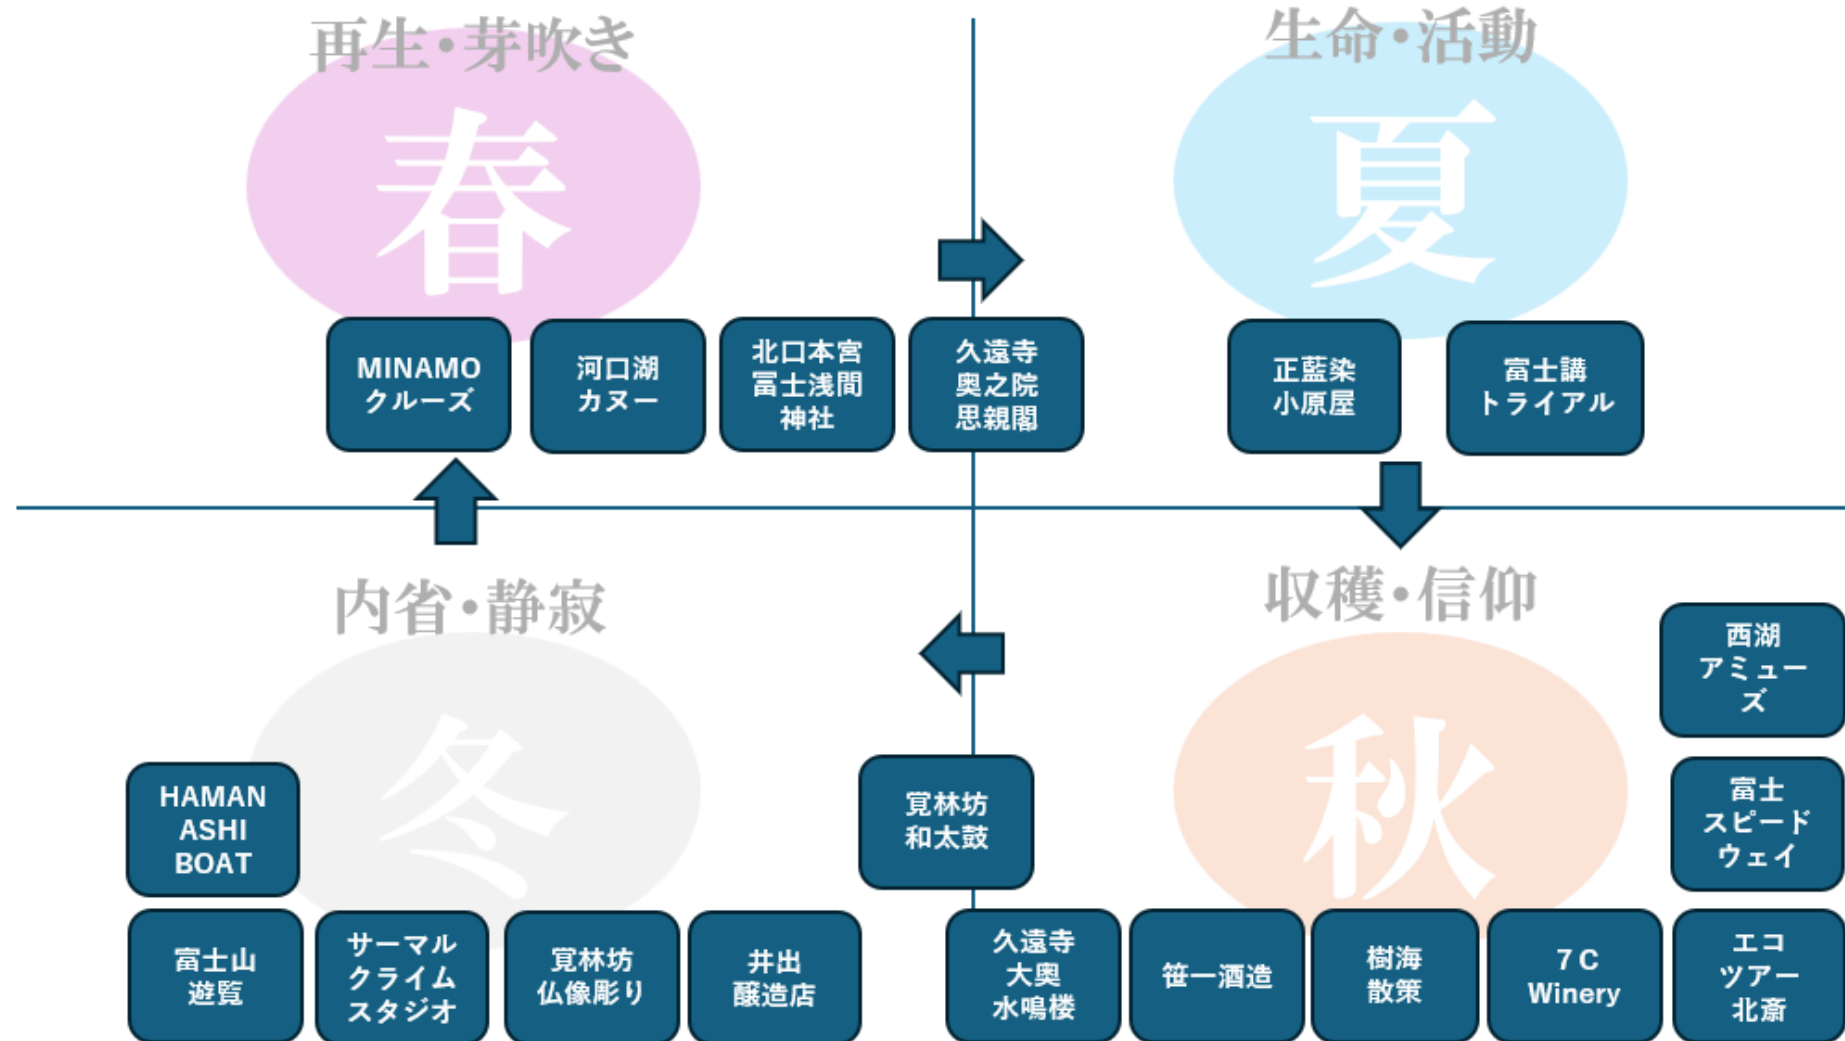 再生・芽吹き
春
MINAMO
クルーズ
河口湖
カヌー
北口本宮
冨士浅間
神社
久遠寺
奥之院
思親閣
生命・活動
夏
正藍染
小原屋
富士講
トライアル
内省・静寂
冬
HAMAN
ASHI
BOAT
富士山
遊覧
サーマル
クライム
スタジオ
覚林坊
仏像彫り
井出
醸造店
覚林坊
和太鼓
収穫・信仰
秋
西湖
アミュー
ズ
富士
スピード
ウェイ
久遠寺
大奥
水鳴楼
笹一酒造
樹海
散策
７C
Winery
エコ
ツアー
北斎